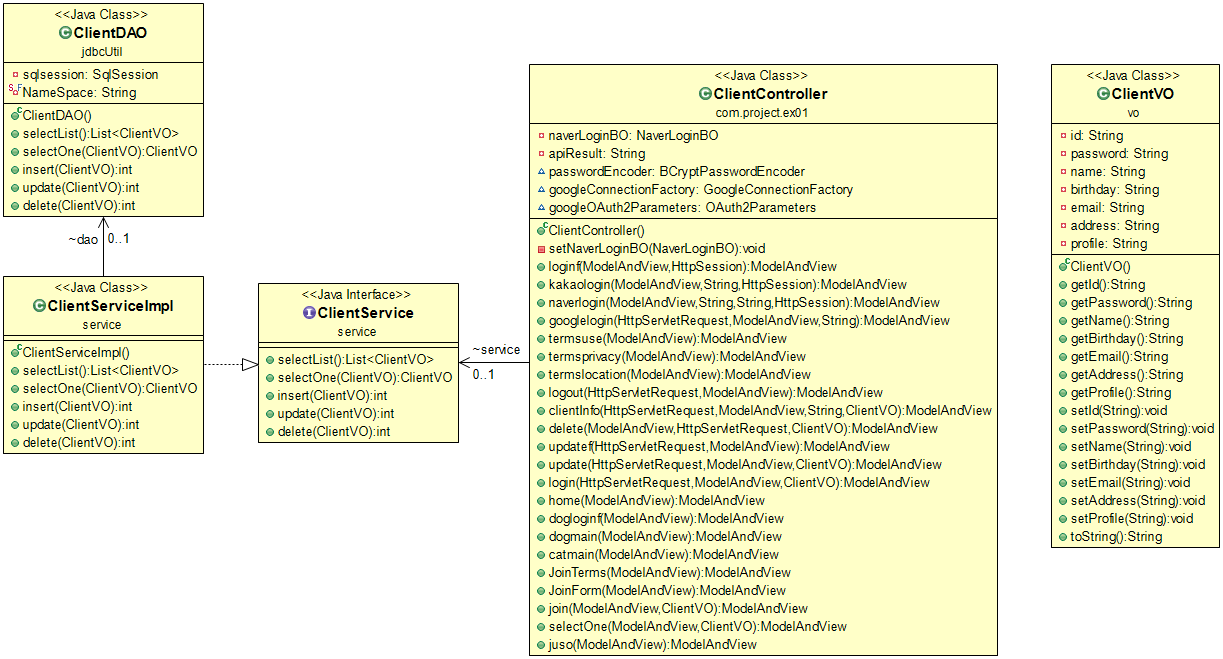 <<Java Class>>
ClientDAO
jdbcUtil
sqlsession: SqlSession
NameSpace: String
ClientDAO()
selectList():List<ClientVO>
selectOne(ClientVO):ClientVO
insert(ClientVO):int
update(ClientVO):int
delete(ClientVO):int
~dao 0..1
<<Java Class>>
ClientServiceImpl
service
ClientServiceImpl()
selectList():List<ClientVO>
selectOne(ClientVO):ClientVO
insert(ClientVO):int
update(ClientVO):int
delete(ClientVO):int
<<Java Interface>>
ClientService
service
selectList():List<ClientVO>
selectOne(ClientVO):ClientVO
insert(ClientVO):int
update(ClientVO):int
delete(ClientVO):int
~service
0..1
<<Java Class>>
ClientController
com.project.ex01
naverLoginBO: NaverLoginBO
apiResult: String
passwordEncoder: BCryptPasswordEncoder
googleConnectionFactory: GoogleConnectionFactory
googleOAuth2Parameters: OAuth2Parameters
ClientController()
setNaverLoginBO(NaverLoginBO):void
loginf(ModelAndView,HttpSession):ModelAndView
kakaologin(ModelAndView,String,HttpSession):ModelAndView
naverlogin(ModelAndView,String,String,HttpSession):ModelAndView
googlelogin(HttpServletRequest,ModelAndView,String):ModelAndView
termsuse(ModelAndView):ModelAndView
termsprivacy(ModelAndView):ModelAndView
termslocation(ModelAndView):ModelAndView
logout(HttpServletRequest,ModelAndView):ModelAndView
clientInfo(HttpServletRequest,ModelAndView,String,ClientVO):ModelAndView
delete(ModelAndView,HttpServletRequest,ClientVO):ModelAndView
updatef(HttpServletRequest,ModelAndView):ModelAndView
update(HttpServletRequest,ModelAndView,ClientVO):ModelAndView
login(HttpServletRequest,ModelAndView,ClientVO):ModelAndView
home(ModelAndView):ModelAndView
dogloginf(ModelAndView):ModelAndView
dogmain(ModelAndView):ModelAndView
catmain(ModelAndView):ModelAndView
JoinTerms(ModelAndView):ModelAndView
JoinForm(ModelAndView):ModelAndView
join(ModelAndView,ClientVO):ModelAndView
selectOne(ModelAndView,ClientVO):ModelAndView
juso(ModelAndView):ModelAndView
<<Java Class>>
ClientVO
vo
id: String
password: String
name: String
birthday: String
email: String
address: String
profile: String
ClientVO()
getId():String
getPassword():String
getName():String
getBirthday():String
getEmail():String
getAddress():String
getProfile():String
setId(String):void
setPassword(String):void
setName(String):void
setBirthday(String):void
setEmail(String):void
setAddress(String):void
setProfile(String):void
toString():String